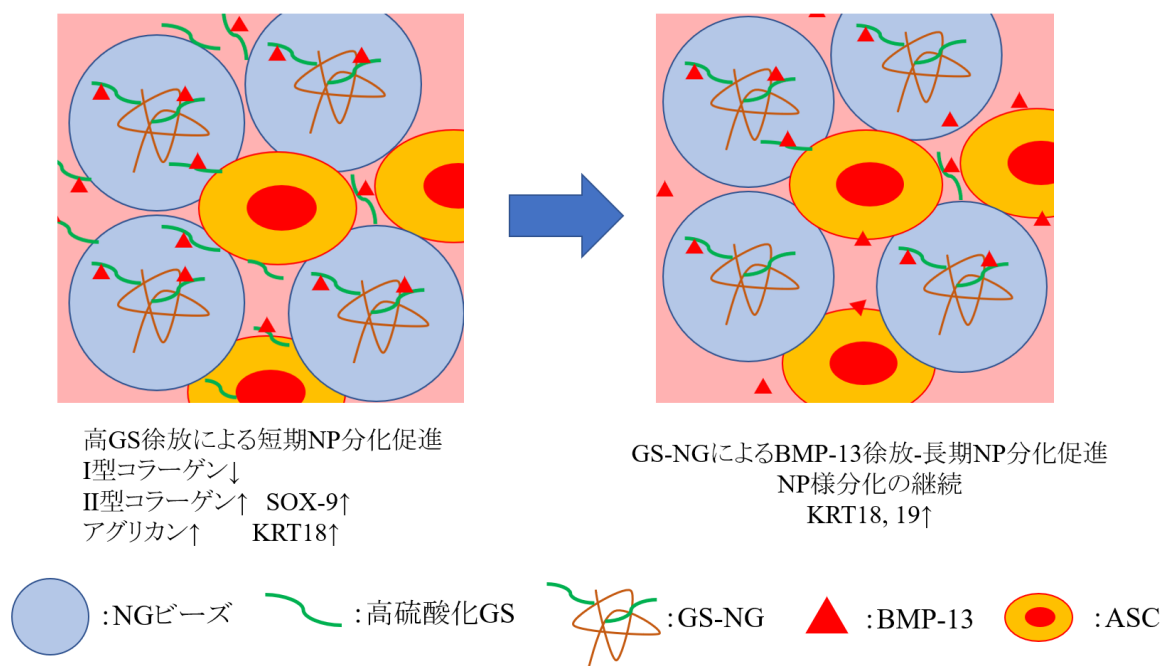 高GS徐放による短期NP分化促進
I型コラーゲン↓
II型コラーゲン↑ SOX-9↑
アグリカン↑ KRT18↑
GS-NGによるBMP-13徐放-長期NP分化促進
NP様分化の継続
KRT18, 19↑
:NGビーズ :高硫酸化GS :GS-NG :BMP-13 :ASC